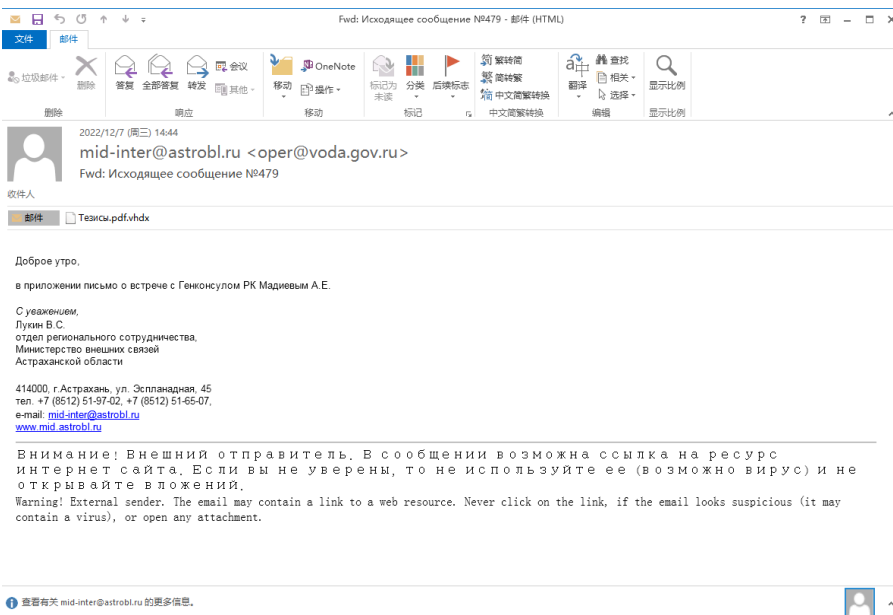 Fwd: Исходящее сообщение №479 - 邮件 (HTML)
文件 邮件
垃圾邮件
删除
答复 全部答复 转发
会议
其他
移动
OneNote
操作
标记为未读
分类 后续标志
繁转简
简转繁
中文简繁转换
翻译
查找
相关
选择
显示比例
删除 响应 移动 标记 中文简繁转换 编辑 显示比例
2022/12/7 (周三) 14:44
mid-inter@astrobl.ru <oper@voda.gov.ru>
Fwd: Исходящее сообщение №479
收件人
邮件 Тезисы.pdf.vhdx
Доброе утро,
в приложении письмо о встрече с Генконсулом РК Мадиевым А.Е.
С уважением,
Лукин В.С.
отдел регионального сотрудничества,
Министерство внешних связей
Астраханской области
414000, г.Астрахань, ул. Эспланадная, 45
тел. +7 (8512) 51-97-02, +7 (8512) 51-65-07,
e-mail: mid-inter@astrobl.ru
www.mid.astrobl.ru
Внимание! Внешний отправитель. В сообщении возможна ссылка на ресурс
интернет сайта. Если вы не уверены, то не используйте ее (возможно вирус) и не
открывайте вложений.
Warning! External sender. The email may contain a link to a web resource. Never click on the link, if the email looks suspicious (it may
contain a virus), or open any attachment.
查看有关 mid-inter@astrobl.ru 的更多信息。